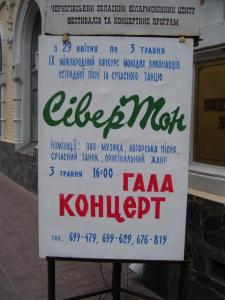 ЧЕРНІГІВСЬКИЙ ОБЛАСНИЙ ФІЛАРМОНІЙНИЙ ЦЕНТР
ФЕСТИВАЛІВ ТА КОНЦЕРТНИХ ПРОГРАМ
з 29 квітня по 3 травня
IX МІЖНАРОДНИЙ КОНКУРС МОЛОДИХ ВИКОНАВЦІВ
ЕСТРАДНОЇ ПІСНІ ТА СУЧАСНОГО ТАНЦЮ
СіверТон
НОМІНАЦІЇ: ПОП-МУЗИКА, АВТОРСЬКА ПІСНЯ,
СУЧАСНИЙ ТАНОК, ОРИГІНАЛЬНИЙ ЖАНР
3 травня 16:00
ГАЛА
КОНЦЕРТ
тел. 699-479, 699-629, 676-819